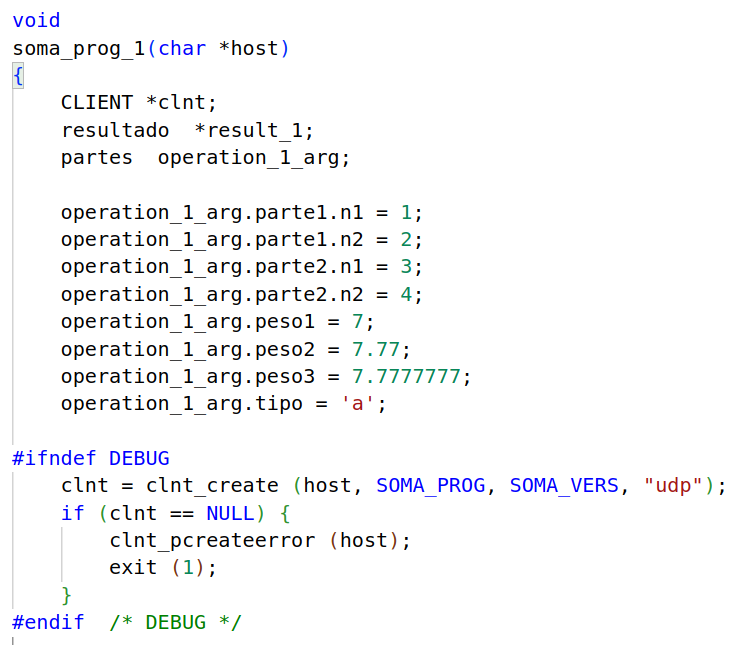 void
soma_prog_1(char *host)
{
    CLIENT *clnt;
    resultado  *result_1;
    partes  operation_1_arg;

    operation_1_arg.parte1.n1 = 1;
    operation_1_arg.parte1.n2 = 2;
    operation_1_arg.parte2.n1 = 3;
    operation_1_arg.parte2.n2 = 4;
    operation_1_arg.peso1 = 7;
    operation_1_arg.peso2 = 7.77;
    operation_1_arg.peso3 = 7.7777777;
    operation_1_arg.tipo = 'a';

#ifndef DEBUG
    clnt = clnt_create (host, SOMA_PROG, SOMA_VERS, "udp");
    if (clnt == NULL) {
        clnt_pcreateerror (host);
        exit (1);
    }
#endif  /* DEBUG */